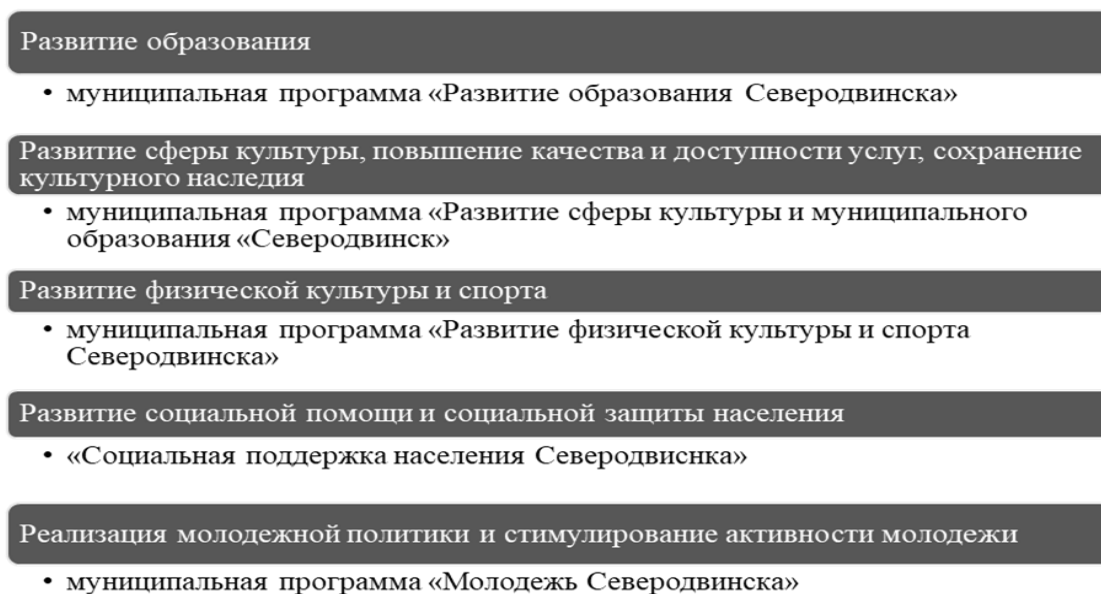 Развитие образования
• муниципальная программа «Развитие образования Северодвинска»
Развитие сферы культуры, повышение качества и доступности услуг, сохранение
культурного наследия
• муниципальная программа «Развитие сферы культуры и муниципального
образования «Северодвинск»
Развитие физической культуры и спорта
• муниципальная программа «Развитие физической культуры и спорта
Северодвинска»
Развитие социальной помощи и социальной защиты населения
• «Социальная поддержка населения Северодвиснка»
Реализация молодежной политики и стимулирование активности молодежи
• муниципальная программа «Молодежь Северодвинска»